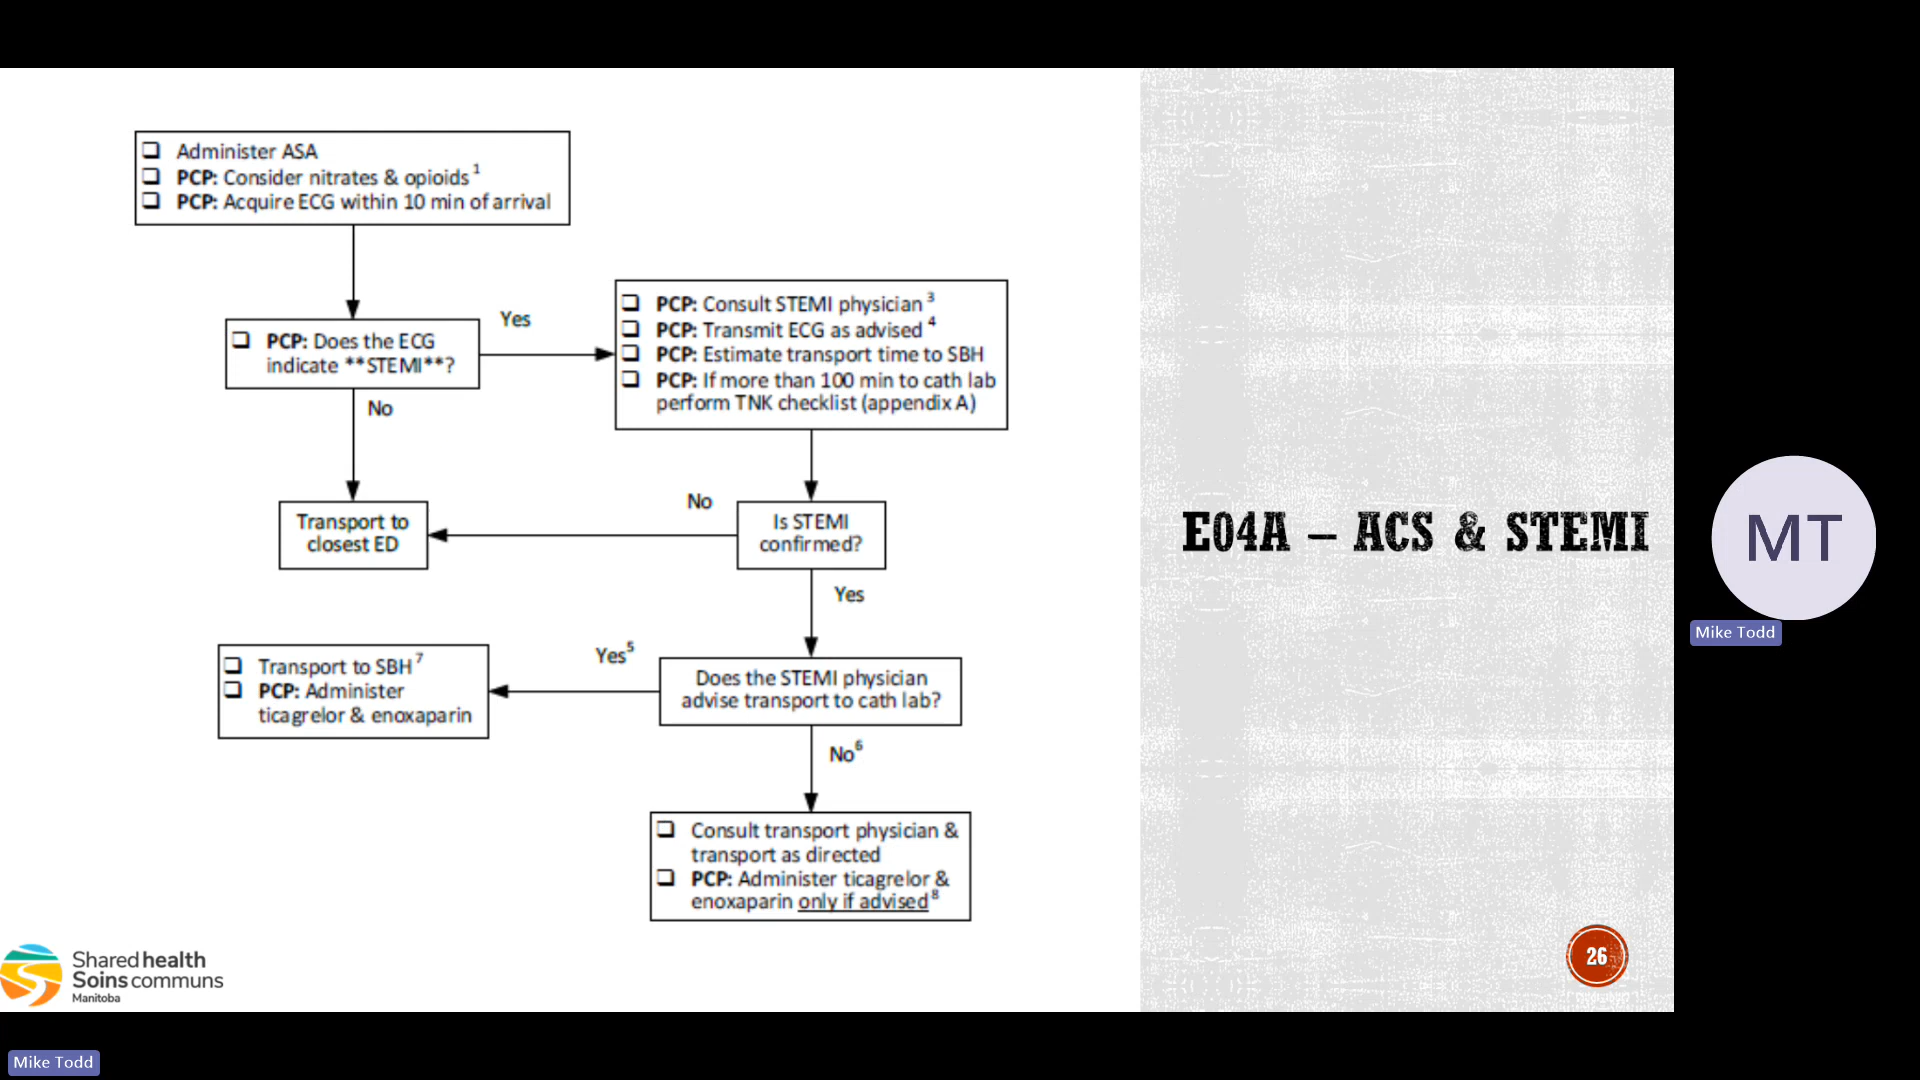 ❑ Administer ASA
❑ PCP: Consider nitrates & opioids 1
❑ PCP: Acquire ECG within 10 min of arrival
❑ PCP: Does the ECG
indicate **STEMI**?
Yes
No
❑ PCP: Consult STEMI physician 3
❑ PCP: Transmit ECG as advised 4
❑ PCP: Estimate transport time to SBH
❑ PCP: If more than 100 min to cath lab
perform TNK checklist (appendix A)
Transport to
closest ED
No
Is STEMI
confirmed?
Yes
❑ Transport to SBH 7
❑ PCP: Administer
ticagrelor & enoxaparin
Yes5
Does the STEMI physician
advise transport to cath lab?
No6
❑ Consult transport physician &
transport as directed
❑ PCP: Administer ticagrelor &
enoxaparin only if advised 8
E04A – ACS & STEMI
26
Shared health
Soins communs
Manitoba
MT
Mike Todd
Mike Todd